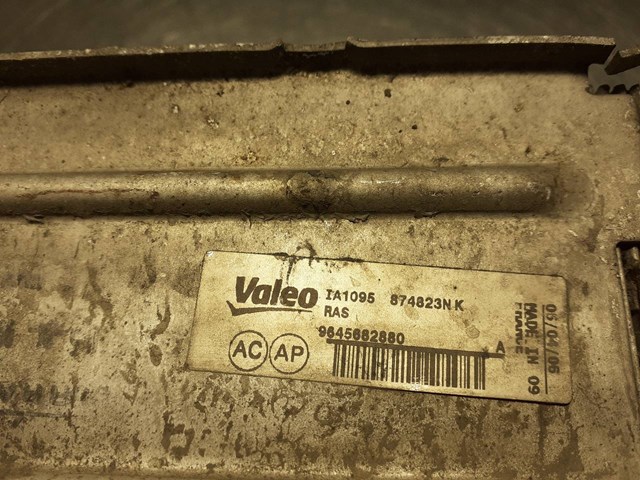 Valeo IA1095 874823N K
RAS
9645682880
A
AC AP
05/04/06
MADE IN 09
FRANCE